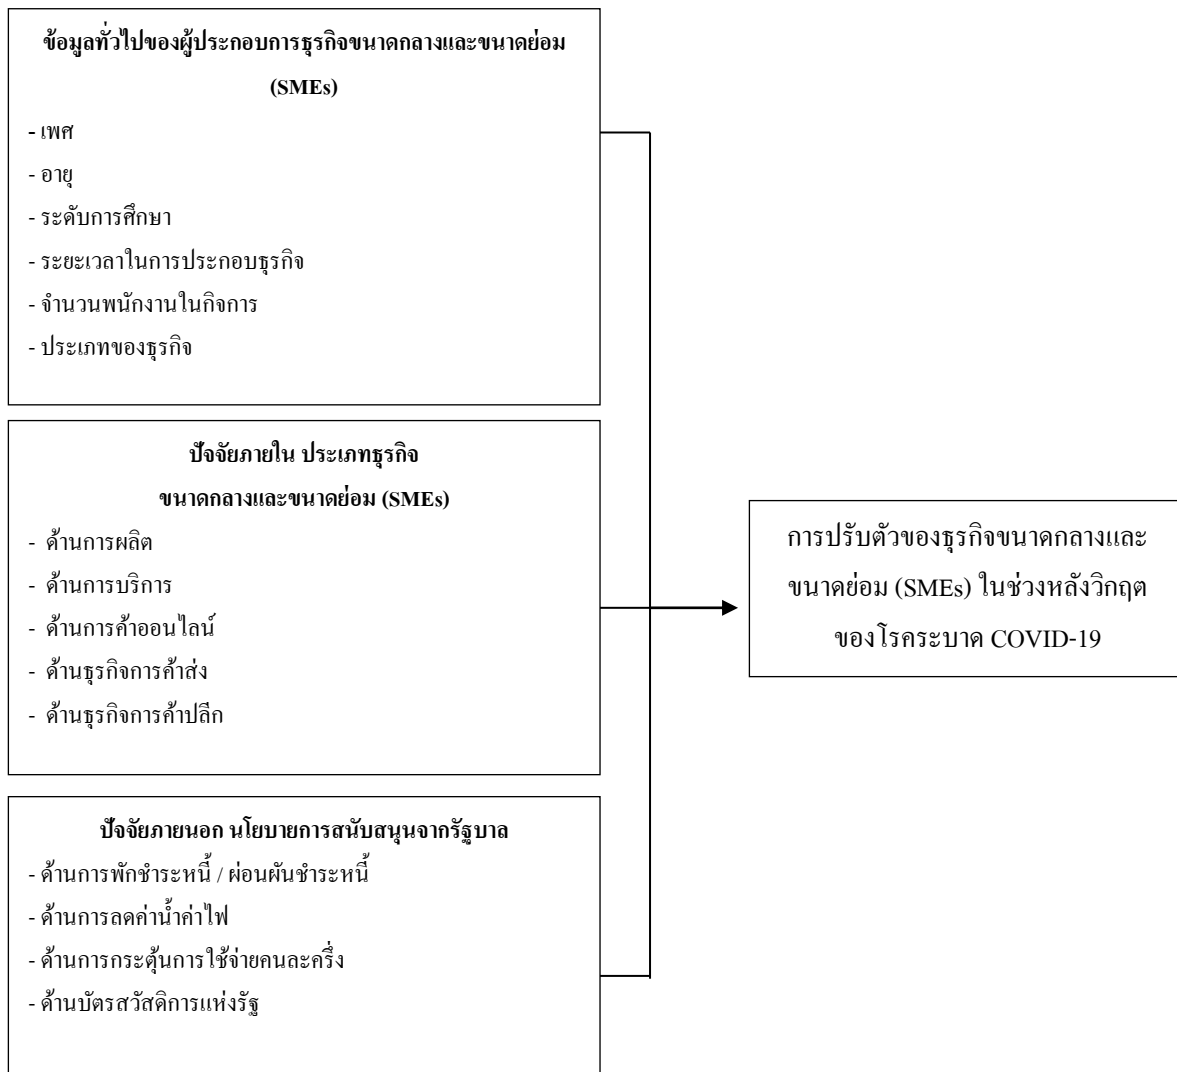 ข้อมูลทั่วไปของผู้ประกอบการธุรกิจขนาดกลางและขนาดย่อม
(SMEs)
- เพศ
- อายุ
- ระดับการศึกษา
- ระยะเวลาในการประกอบธุรกิจ
- จำนวนพนักงานในกิจการ
- ประเภทของธุรกิจ
ปัจจัยภายใน ประเภทธุรกิจ
ขนาดกลางและขนาดย่อม (SMEs)
- ด้านการผลิต
- ด้านการบริการ
- ด้านการค้าออนไลน์
- ด้านธุรกิจการค้าส่ง
- ด้านธุรกิจการค้าปลีก
ปัจจัยภายนอก นโยบายการสนับสนุนจากรัฐบาล
- ด้านการพักชำระหนี้ / ผ่อนผันชำระหนี้
- ด้านการลดค่าน้ำค่าไฟ
- ด้านการกระตุ้นการใช้จ่ายคนละครึ่ง
- ด้านบัตรสวัสดิการแห่งรัฐ
การปรับตัวของธุรกิจขนาดกลางและ
ขนาดย่อม (SMEs) ในช่วงหลังวิกฤต
ของโรคระบาด COVID-19